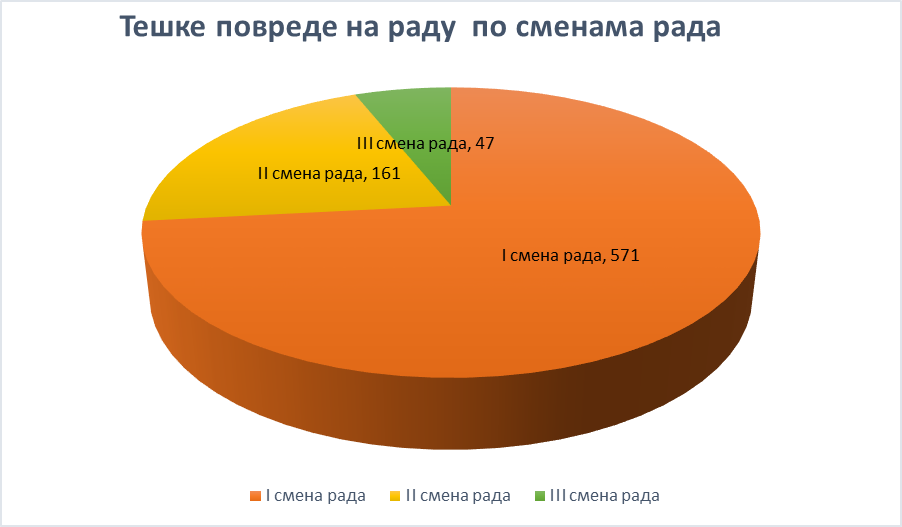 Тешке повреде на раду  по сменама рада
III смена рада, 47
II смена рада, 161
I смена рада, 571
I смена рада
II смена рада
III смена рада